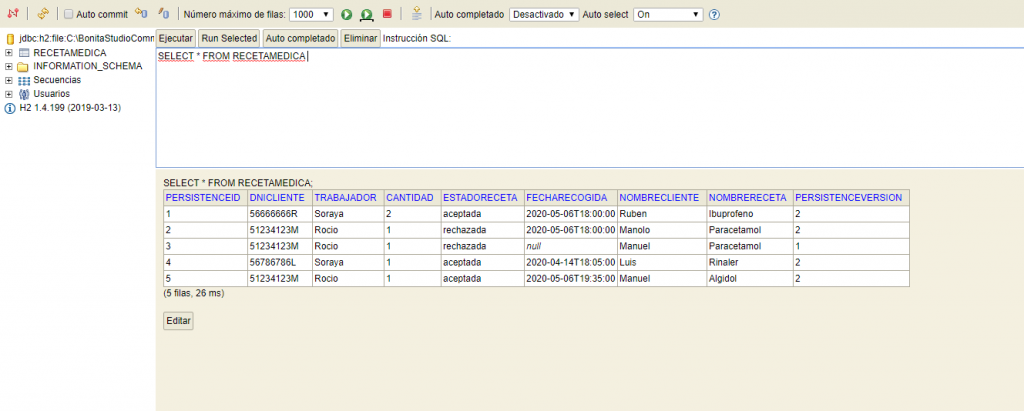 Auto commit Número máximo de filas: 1000 Auto completado Desactivado Auto select On
jdbc:h2:file:C:\BonitaStudioComm
RECETAMEDICA
INFORMATION_SCHEMA
Secuencias
Usuarios
H2 1.4.199 (2019-03-13)
Ejecutar Run Selected Auto completado Eliminar Instrucción SQL:
SELECT * FROM RECETAMEDICA
SELECT * FROM RECETAMEDICA;
PERSISTENCEID DNICLIENTE TRABAJADOR CANTIDAD ESTADORECETA FECHARECOGIDA NOMBRECLIENTE NOMBRERECETA PERSISTENCEVERSION
1 56666666R Soraya 2 aceptada 2020-05-06T18:00:00 Ruben Ibuprofeno 2
2 51234123M Rocio 1 rechazada 2020-05-06T18:00:00 Manolo Paracetamol 2
3 51234123M Rocio 1 rechazada null Manuel Paracetamol 1
4 56786786L Soraya 1 aceptada 2020-04-14T18:05:00 Luis Rinaler 2
5 51234123M Rocio 1 aceptada 2020-05-06T19:35:00 Manuel Algidol 2
(5 filas, 26 ms)
Editar